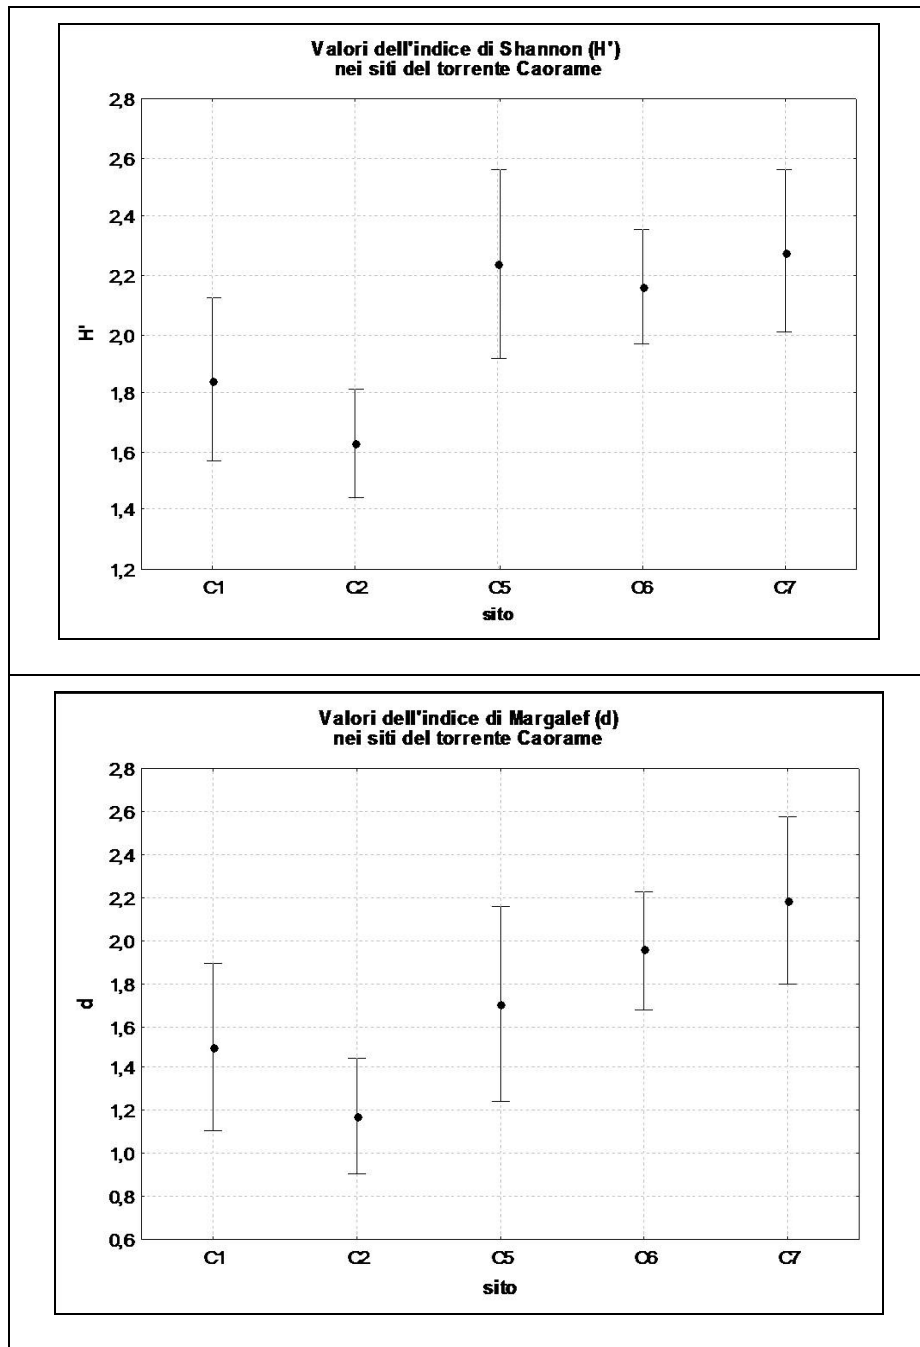 Valori dell'indice di Shannon (H')
nei siti del torrente Caorame
2,8
2,6
2,4
2,2
2,0
1,8
1,6
1,4
1,2
H'
C1 C2 C5 C6 C7
sito
Valori dell'indice di Margalef (d)
nei siti del torrente Caorame
2,8
2,6
2,4
2,2
2,0
1,8
1,6
1,4
1,2
1,0
0,8
0,6
d
C1 C2 C5 C6 C7
sito